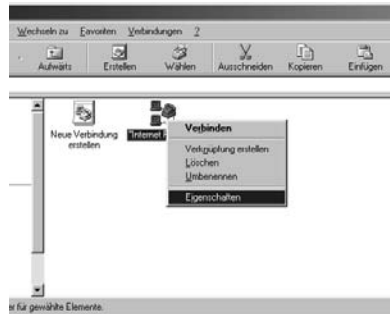 Wechseln zu Favoriten Verbindungen ?
Aufwärts Erstellen Wählen Ausschneiden Kopieren Einfügen
Neue Verbindung
erstellen
"Internet
Verbinden
Verknüpfung erstellen
Löschen
Umbenennen
Eigenschaften
für gewählte Elemente.